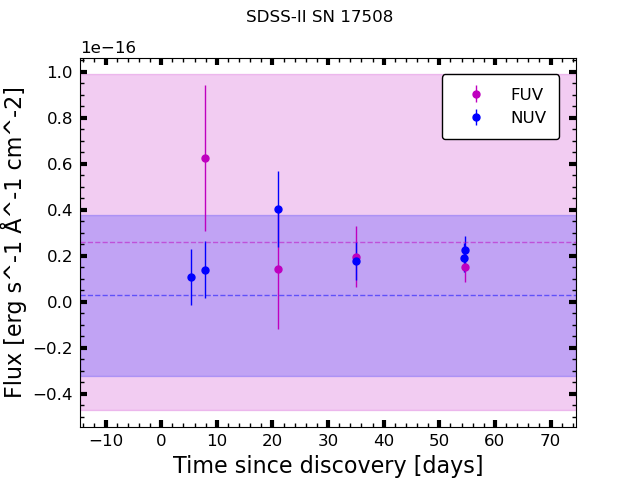 SDSS-II SN 17508
1e−16
1.0
0.8
0.6
0.4
0.2
0.0
−0.2
−0.4
Flux [erg s^-1 Å^-1 cm^-2]
FUV
NUV
−10 0 10 20 30 40 50 60 70
Time since discovery [days]